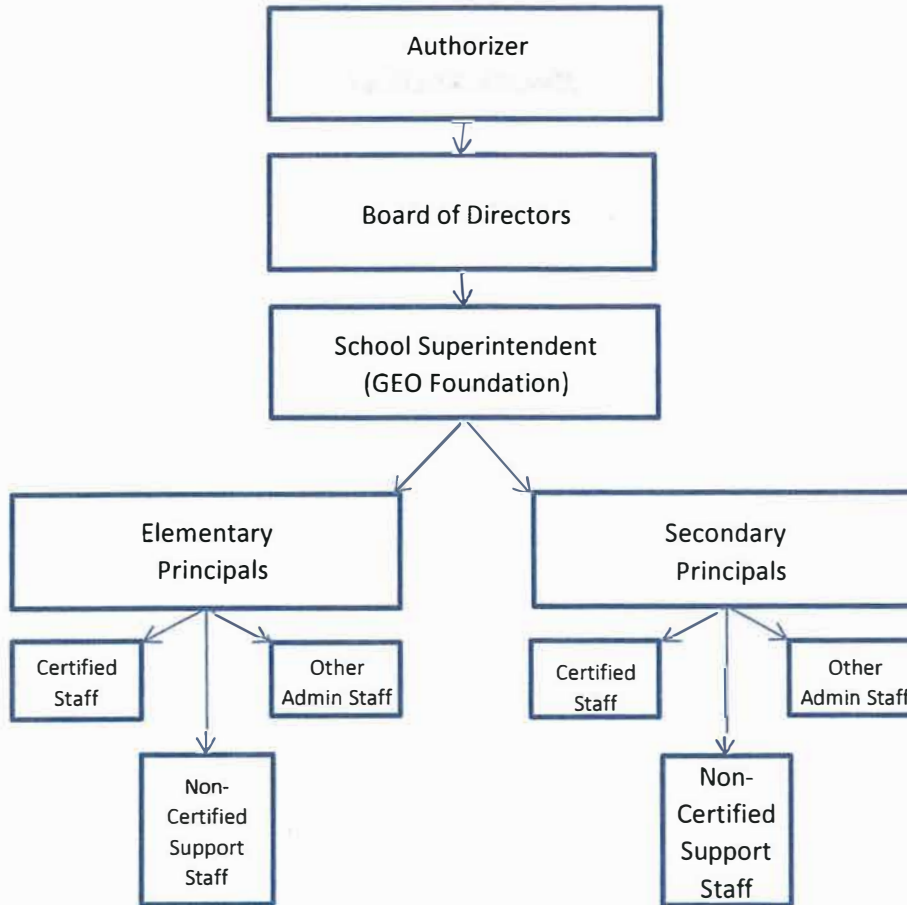 Authorizer
Board of Directors
School Superintendent
(GEO Foundation)
Elementary
Principals
Secondary
Principals
Certified
Staff
Other
Admin Staff
Certified
Staff
Other
Admin Staff
Non-
Certified
Support
Staff
Non-
Certified
Support
Staff